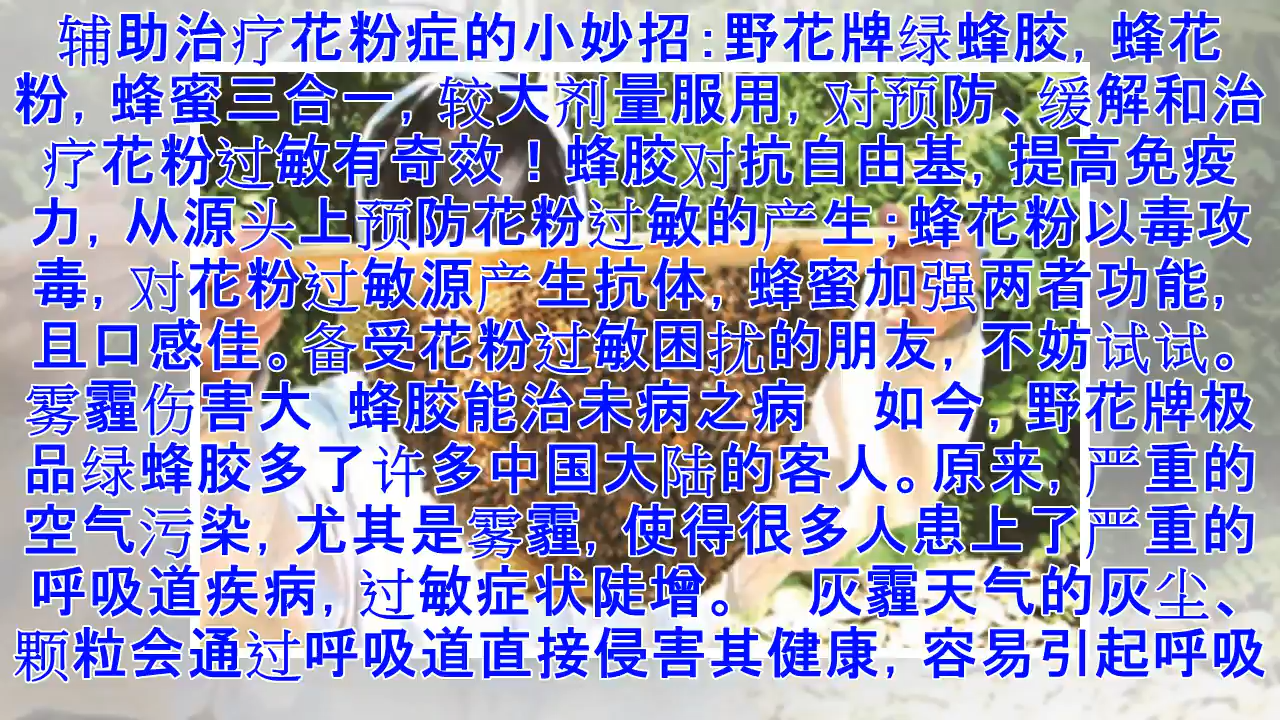 辅助治疗花粉症的小妙招:野花牌绿蜂胶, 蜂花
粉, 蜂蜜三合一, 较大剂量服用, 对预防、缓解和治
疗花粉过敏有奇效！蜂胶对抗自由基, 提高免疫
力, 从源头上预防花粉过敏的产生;蜂花粉以毒攻
毒, 对花粉过敏源产生抗体, 蜂蜜加强两者功能,
且口感佳。备受花粉过敏困扰的朋友, 不妨试试。
雾霾伤害大 蜂胶能治未病之病 如今, 野花牌极
品绿蜂胶多了许多中国大陆的客人。原来, 严重的
空气污染, 尤其是雾霾, 使得很多人患上了严重的
呼吸道疾病, 过敏症状陡增。 灰霾天气的灰尘、
颗粒会通过呼吸道直接侵害其健康, 容易引起呼吸